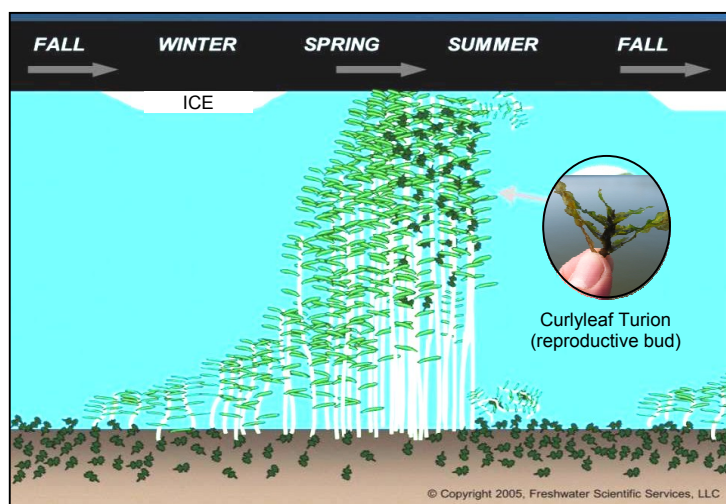 FALL WINTER SPRING SUMMER FALL
ICE
Curlyleaf Turion
(reproductive bud)
© Copyright 2005, Freshwater Scientific Services, LLC